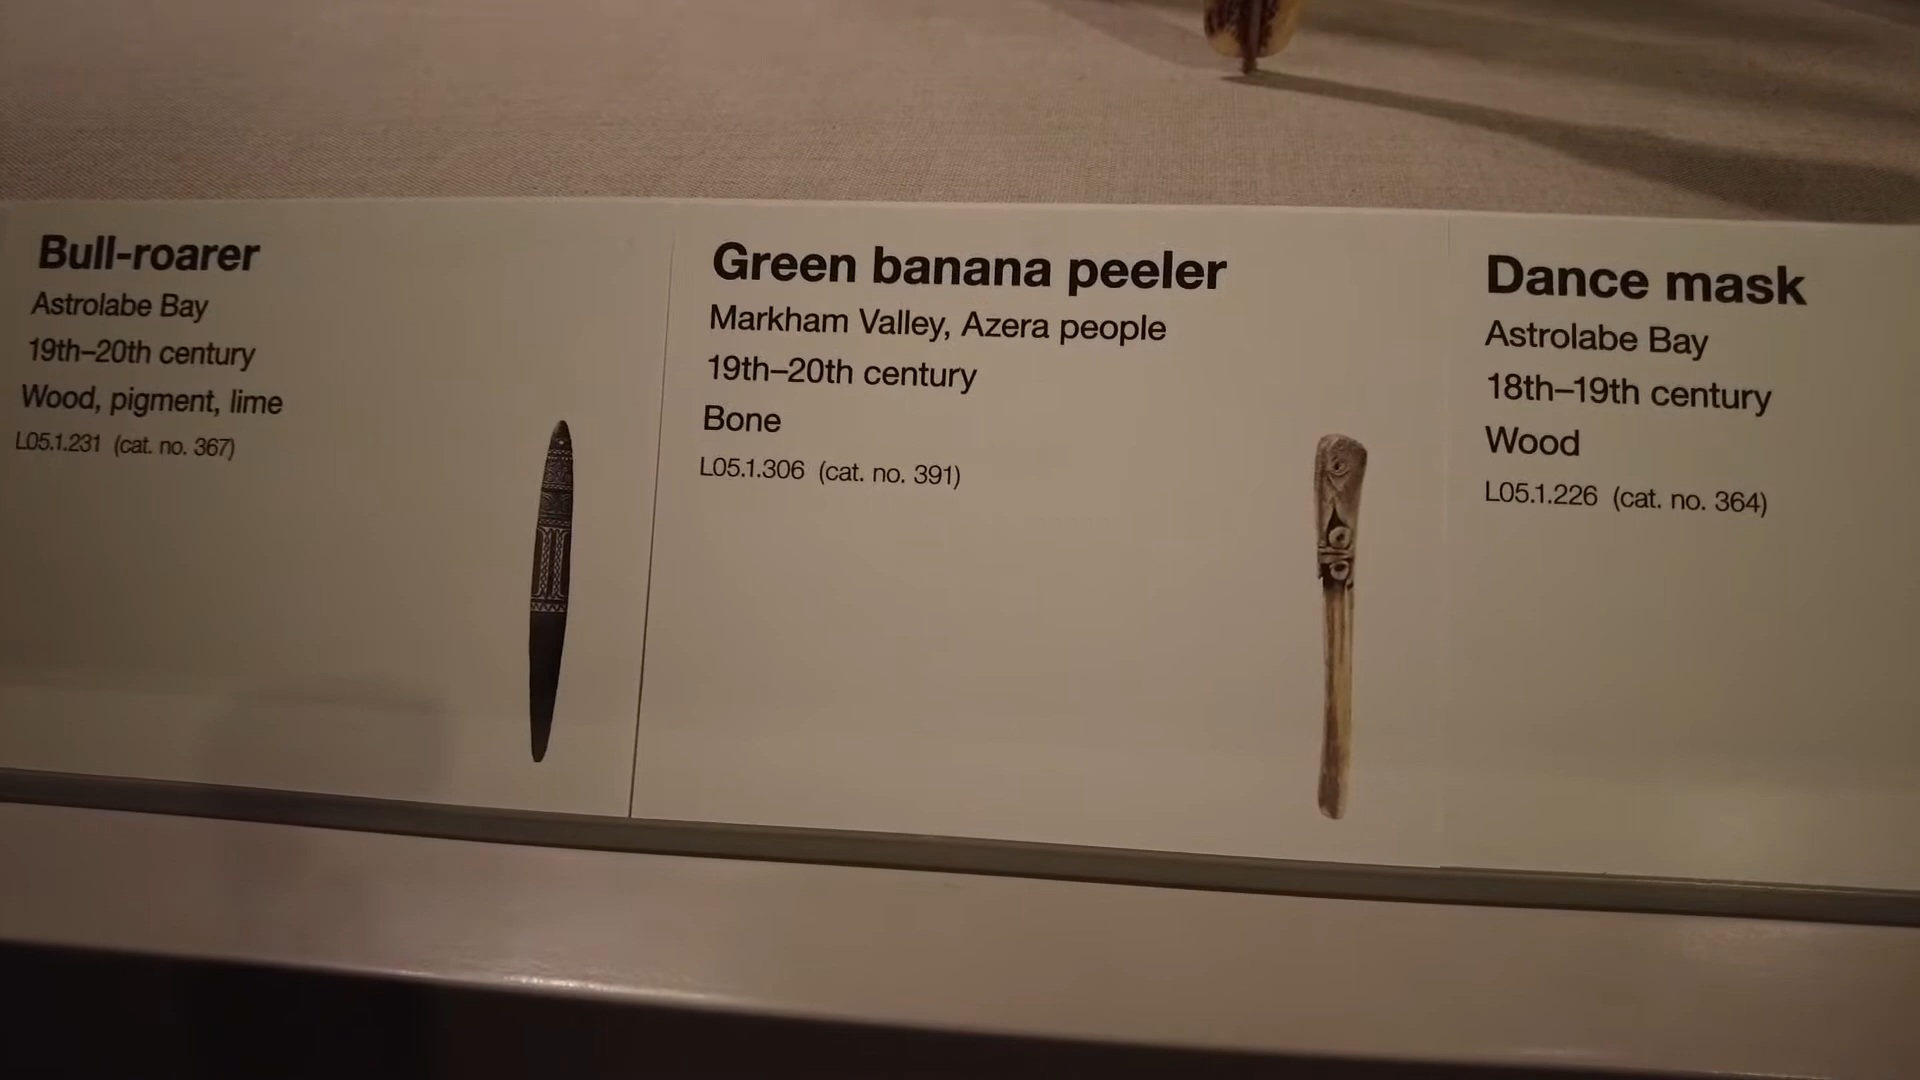 Bull-roarer
Astrolabe Bay
19th–20th century
Wood, pigment, lime
L05.1.231 (cat. no. 367)
Green banana peeler
Markham Valley, Azera people
19th–20th century
Bone
L05.1.306 (cat. no. 391)
Dance mask
Astrolabe Bay
18th–19th century
Wood
L05.1.226 (cat. no. 364)